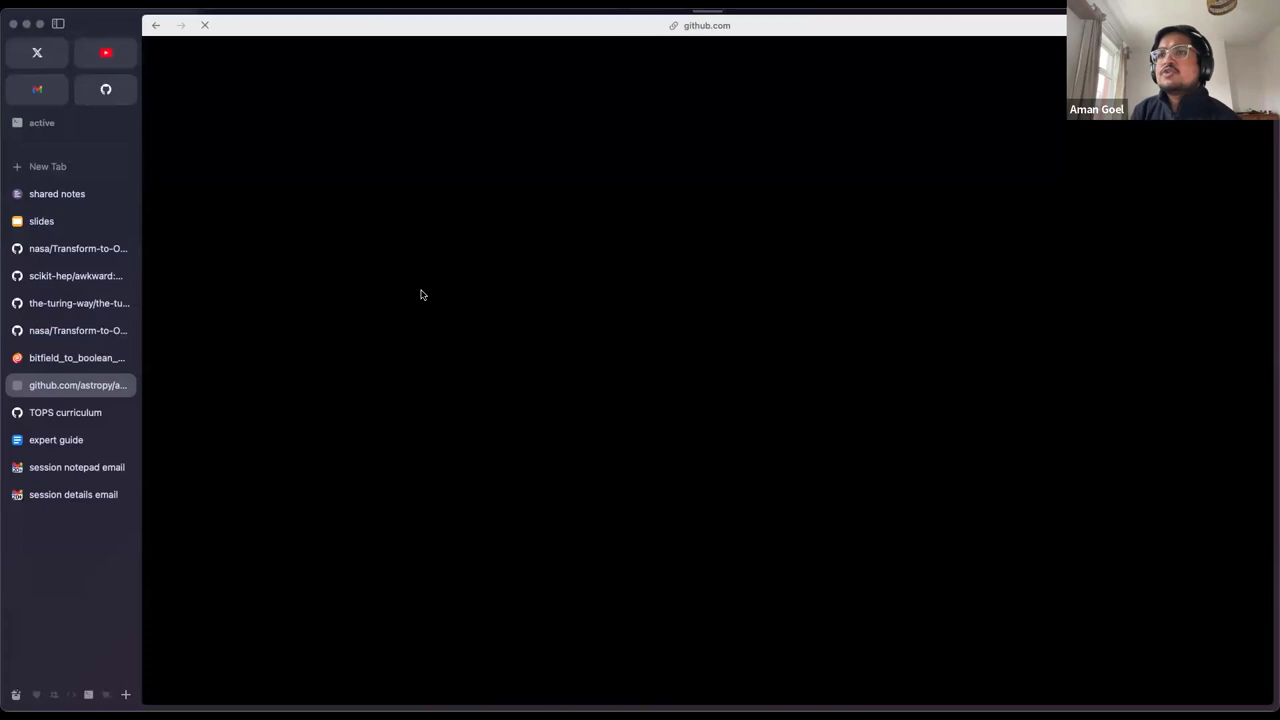 github.com
Aman Goel
active
New Tab
shared notes
slides
nasa/Transform-to-O...
scikit-hep/awkward:...
the-turing-way/the-tu...
nasa/Transform-to-O...
bitfield_to_boolean_...
github.com/astropy/a...
TOPS curriculum
expert guide
session notepad email
session details email